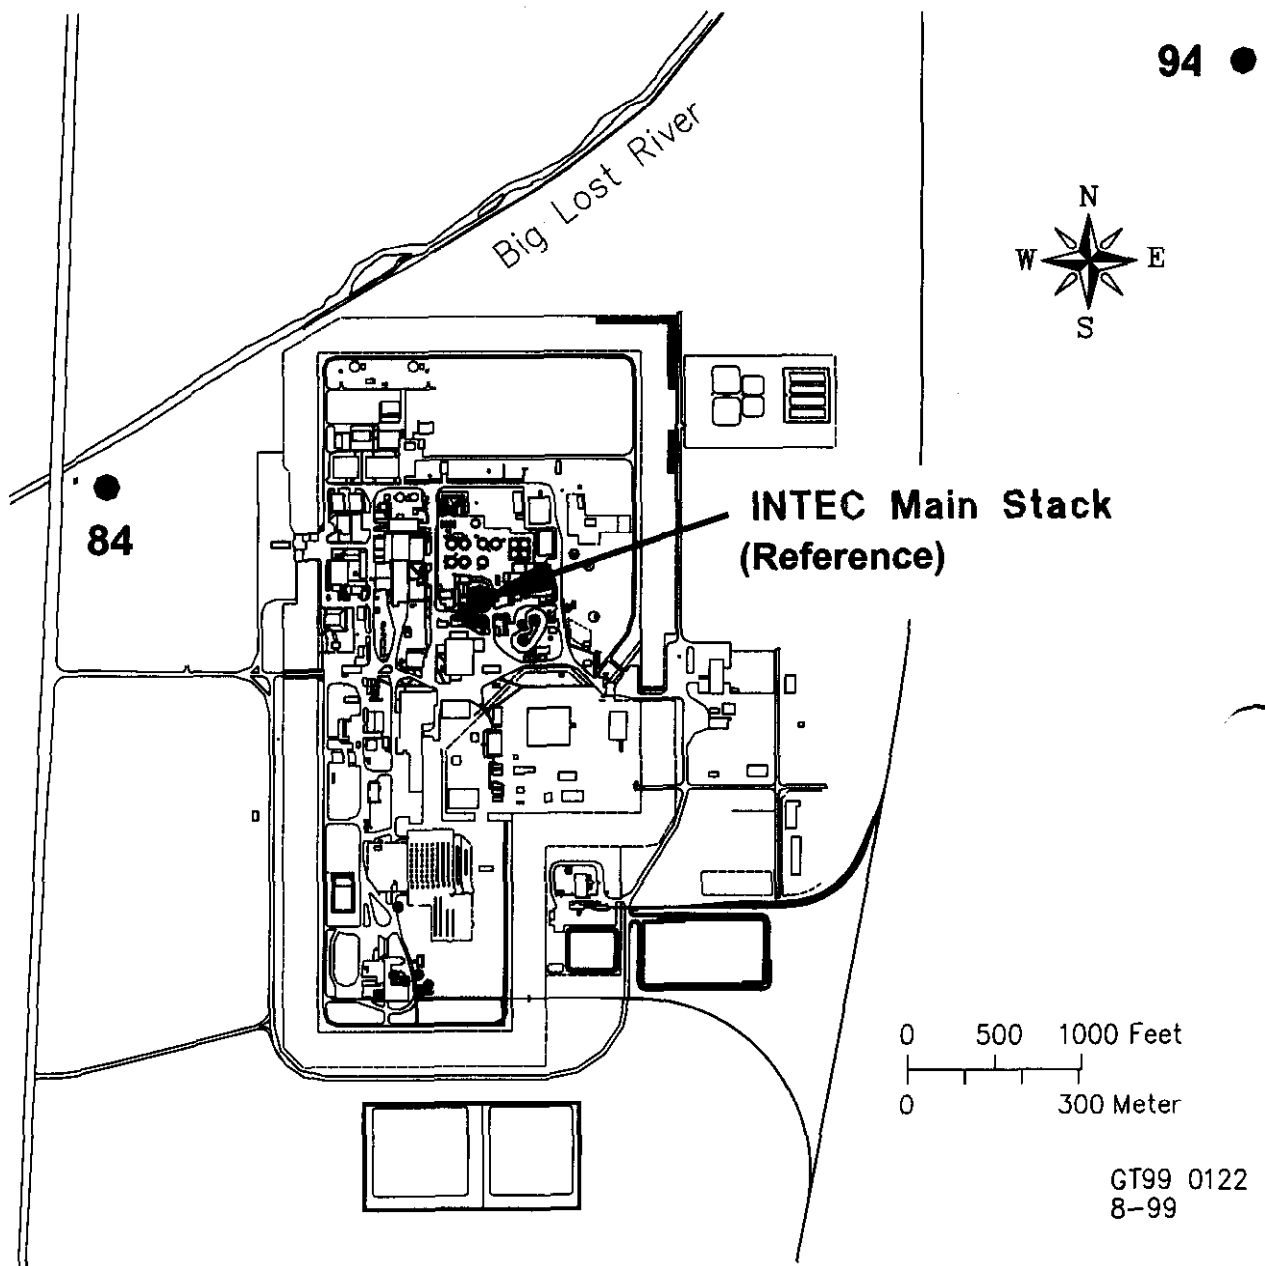 94
Big Lost River
N
W E
S
INTEC Main Stack
(Reference)
84
0 500 1000 Feet
0 300 Meter
GT99 0122
8-99